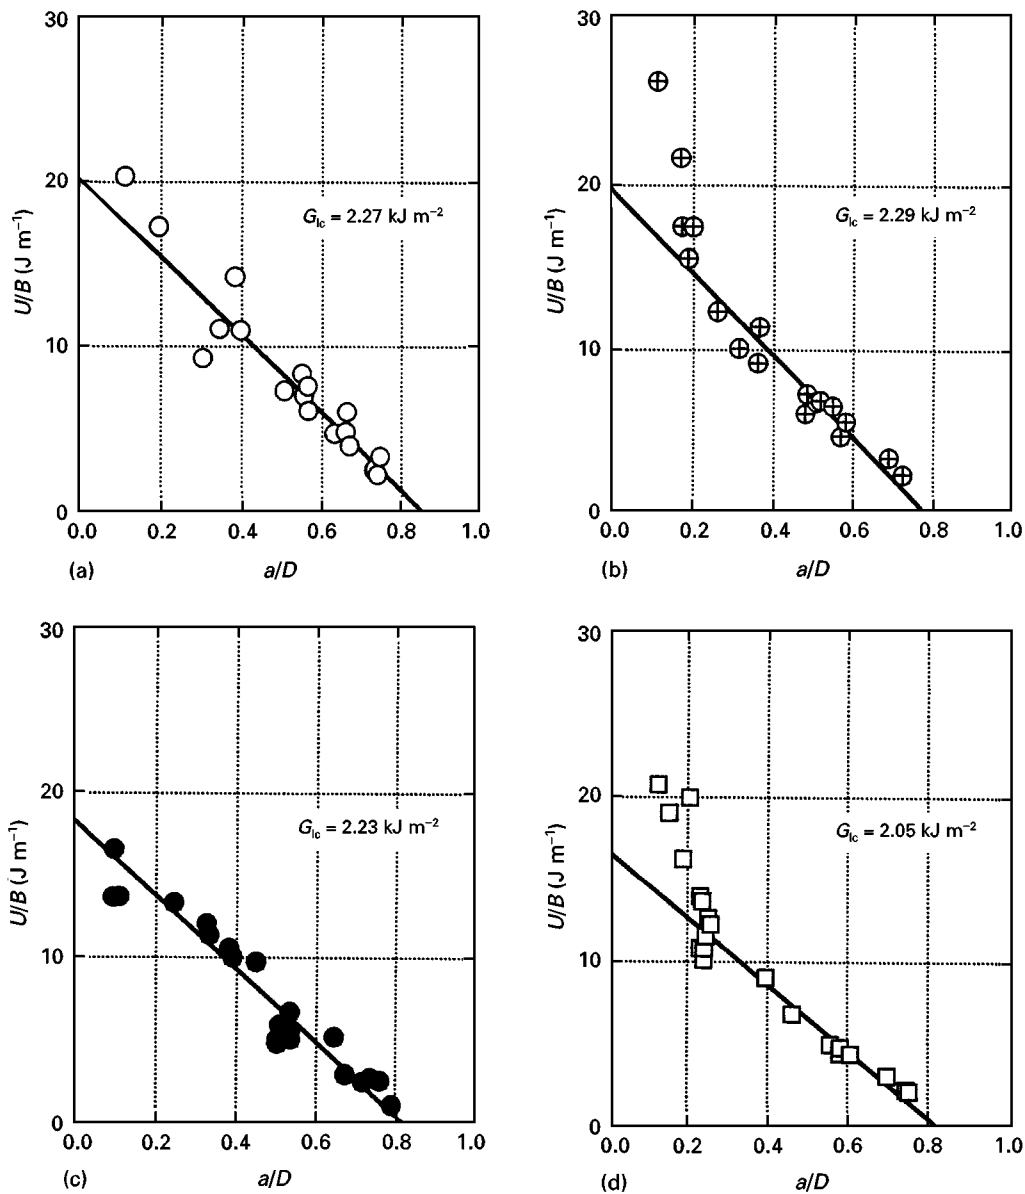 30
20
10
0
U/B (J m⁻¹)
G_Ic = 2.27 kJ m⁻²
0.0 0.2 0.4 0.6 0.8 1.0
(a) a/D
30
20
10
0
U/B (J m⁻¹)
G_Ic = 2.29 kJ m⁻²
0.0 0.2 0.4 0.6 0.8 1.0
(b) a/D
30
20
10
0
U/B (J m⁻¹)
G_Ic = 2.23 kJ m⁻²
0.0 0.2 0.4 0.6 0.8 1.0
(c) a/D
30
20
10
0
U/B (J m⁻¹)
G_Ic = 2.05 kJ m⁻²
0.0 0.2 0.4 0.6 0.8 1.0
(d) a/D